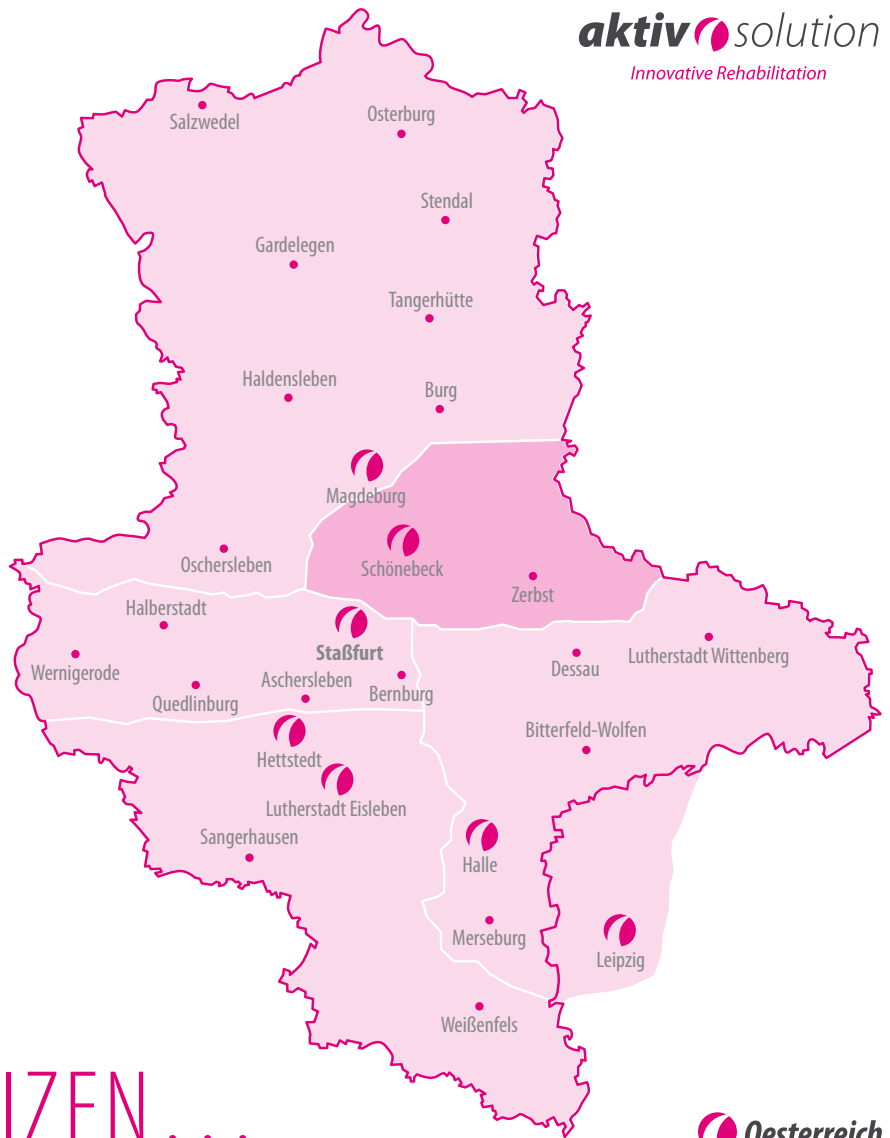 aktiv solution
Innovative Rehabilitation
Salzwedel
Osterburg
Stendal
Gardelegen
Tangerhütte
Haldensleben
Burg
Magdeburg
Oschersleben
Schönebeck
Zerbst
Halberstadt
Staßfurt
Wernigerode
Quedlinburg
Aschersleben
Bernburg
Dessau
Lutherstadt Wittenberg
Bitterfeld-Wolfen
Hettstedt
Lutherstadt Eisleben
Sangerhausen
Halle
Merseburg
Leipzig
Weißenfels
Oesterreich